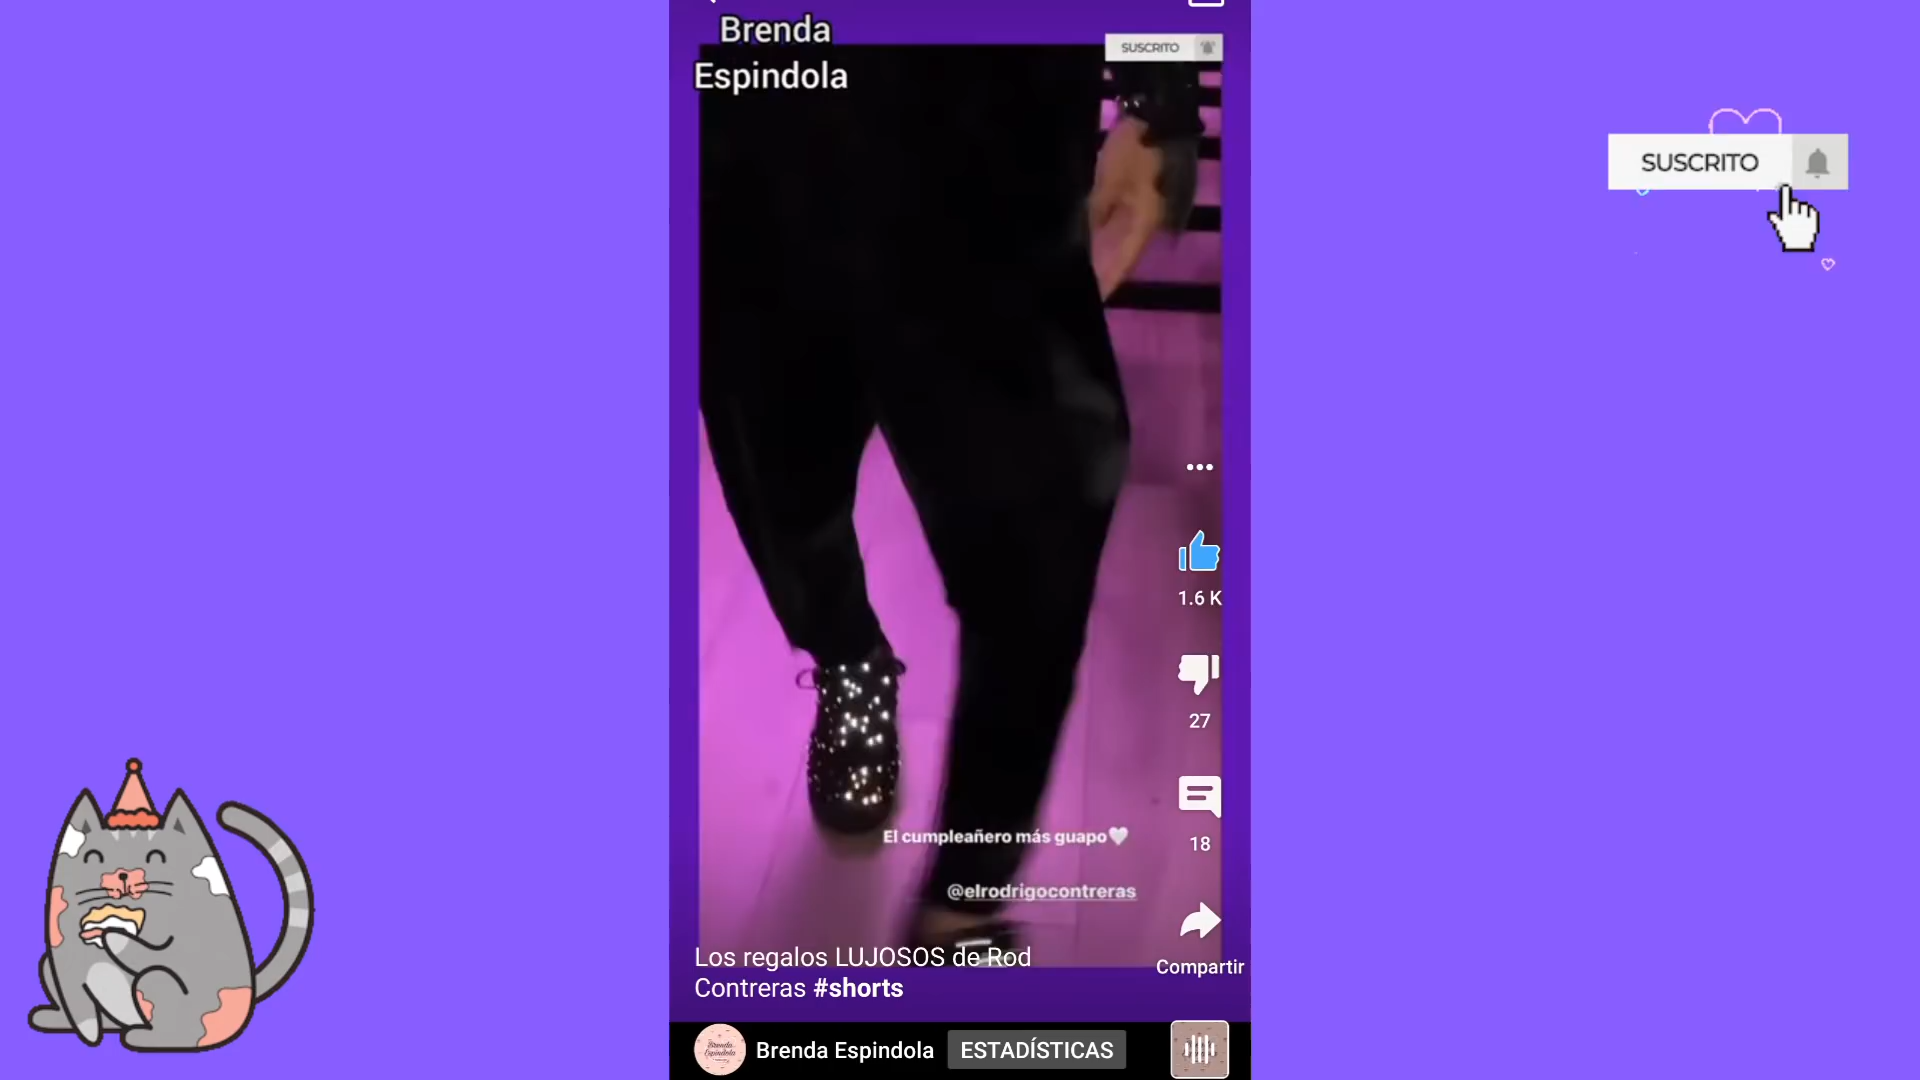 Brenda
Espindola
SUSCRITO
SUSCRITO
1.6 K
27
18
El cumpleañero más guapo🤍
@elrodrigocontreras
Compartir
Los regalos LUJOSOS de Rod
Contreras #shorts
Brenda Espindola
ESTADÍSTICAS